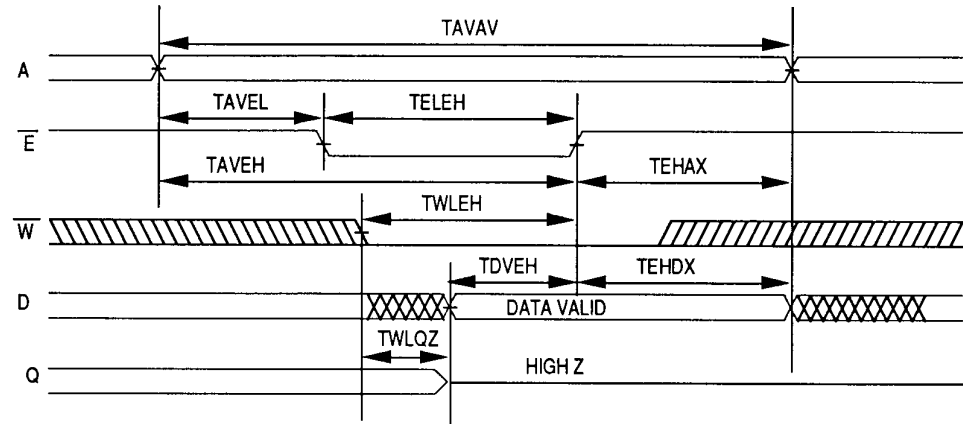 TAVAV
A
TAVEL TELEH
E
TAVEH TEHAX
TWLEH
W
TDVEH TEHDX
D DATA VALID
TWLQZ
Q HIGH Z